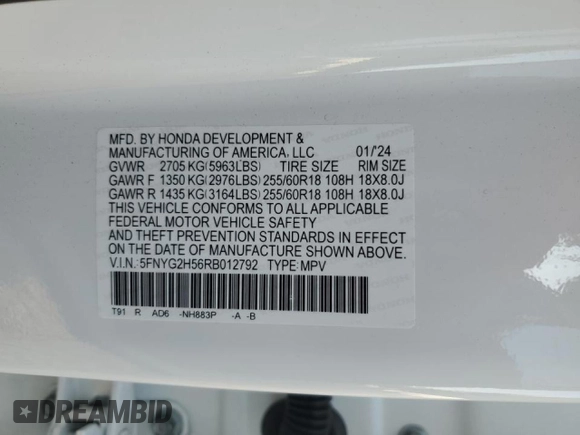 MFD. BY HONDA DEVELOPMENT &
MANUFACTURING OF AMERICA, LLC 01/'24
GVWR 2705 KG(5963LBS) TIRE SIZE RIM SIZE
GAWR F 1350 KG(2976LBS) 255/60R18 108H 18X8.0J
GAWR R 1435 KG(3164LBS) 255/60R18 108H 18X8.0J
THIS VEHICLE CONFORMS TO ALL APPLICABLE
FEDERAL MOTOR VEHICLE SAFETY
AND THEFT PREVENTION STANDARDS IN EFFECT
ON THE DATE OF MANUFACTURE SHOWN ABOVE.
V.I.N.: 5FNYG2H56RB012792 TYPE: MPV
T91 R AD6 -NH883P -A -B
DREAMBID